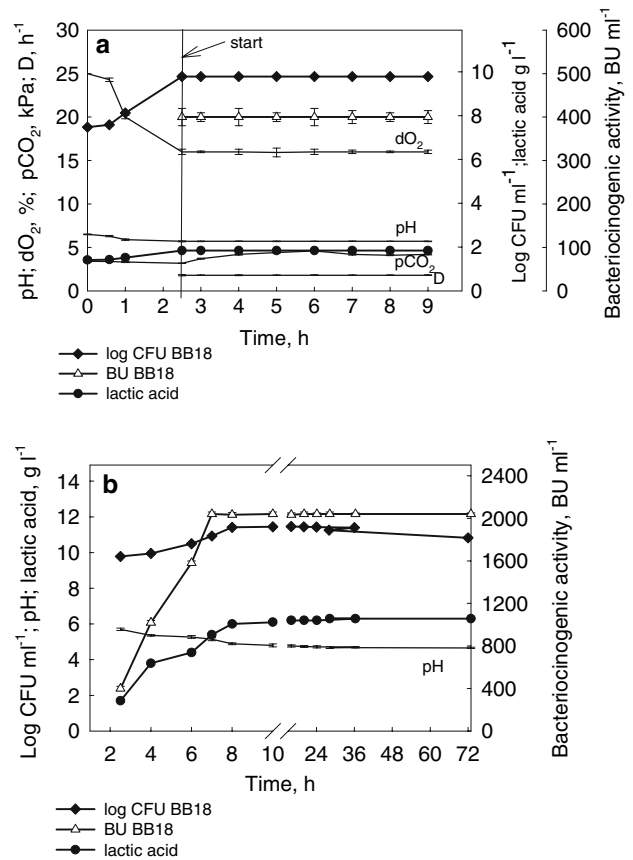 a
start
30
25
20
15
10
5
0
pH; dO₂, %; pCO₂, kPa; D, h⁻¹
10
8
6
4
2
0
Log CFU ml⁻¹;lactic acid g l⁻¹
600
500
400
300
200
100
0
Bacteriocinogenic activity, BU ml⁻¹
dO₂
pH
pCO₂
D
0 1 2 3 4 5 6 7 8 9
Time, h
log CFU BB18
BU BB18
lactic acid
b
14
12
10
8
6
4
2
0
Log CFU ml⁻¹; pH; lactic acid, g l⁻¹
2400
2000
1600
1200
800
400
0
Bacteriocinogenic activity, BU ml⁻¹
pH
2 4 6 8 10 24 36 48 60 72
Time, h
log CFU BB18
BU BB18
lactic acid